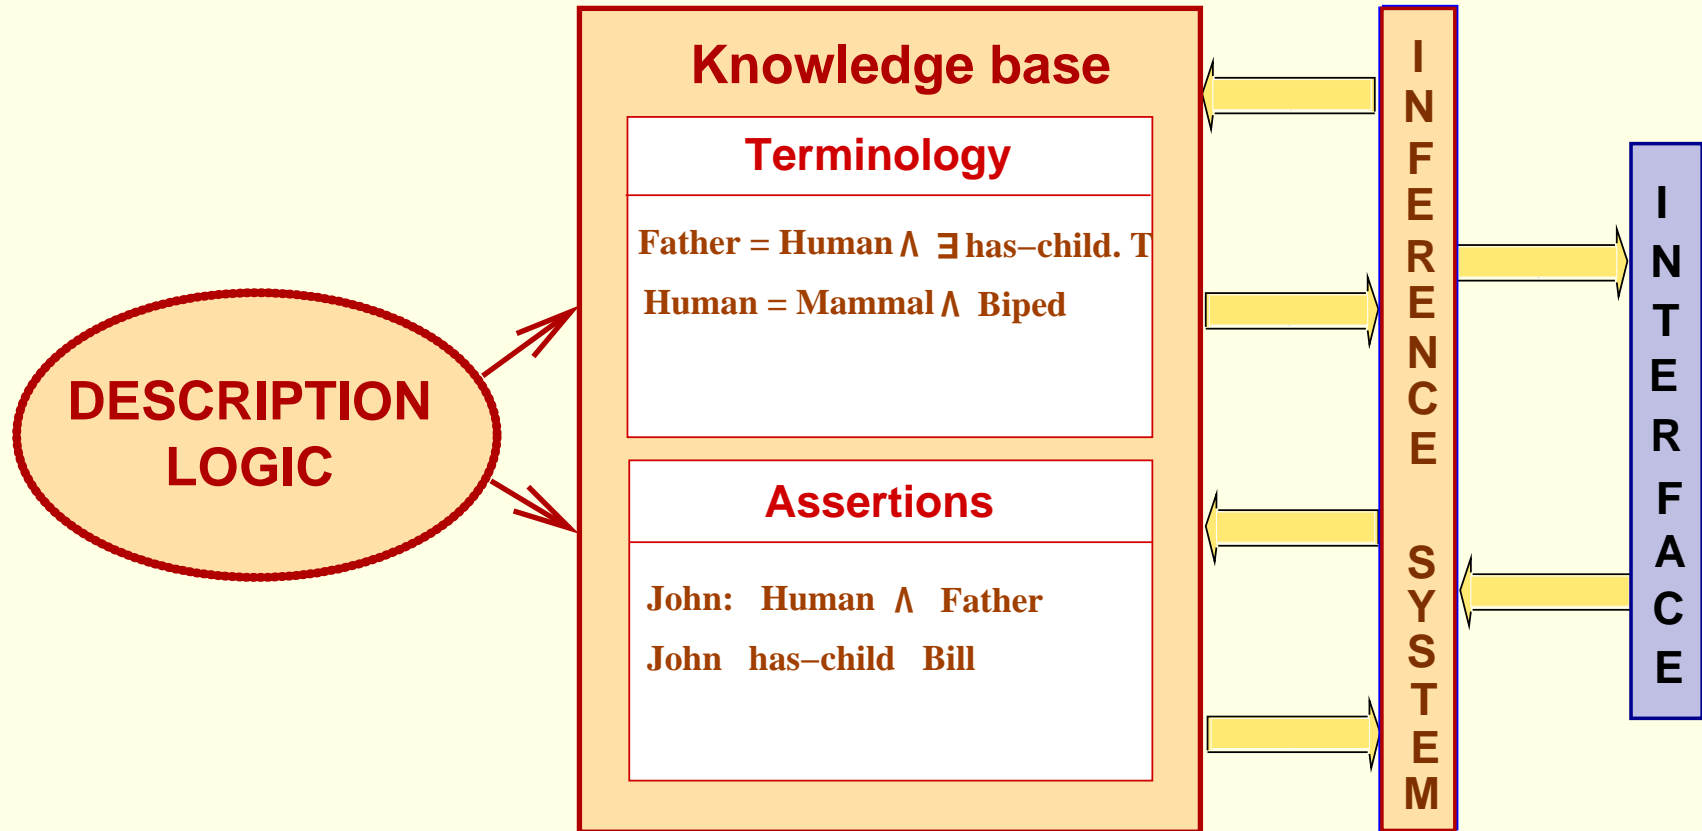 Knowledge base
Terminology
Father = Human ∧ ∃ has−child. T
Human = Mammal ∧ Biped
DESCRIPTION
LOGIC
Assertions
John: Human ∧ Father
John has−child Bill
INFERENCE SYSTEM
INTERFACE